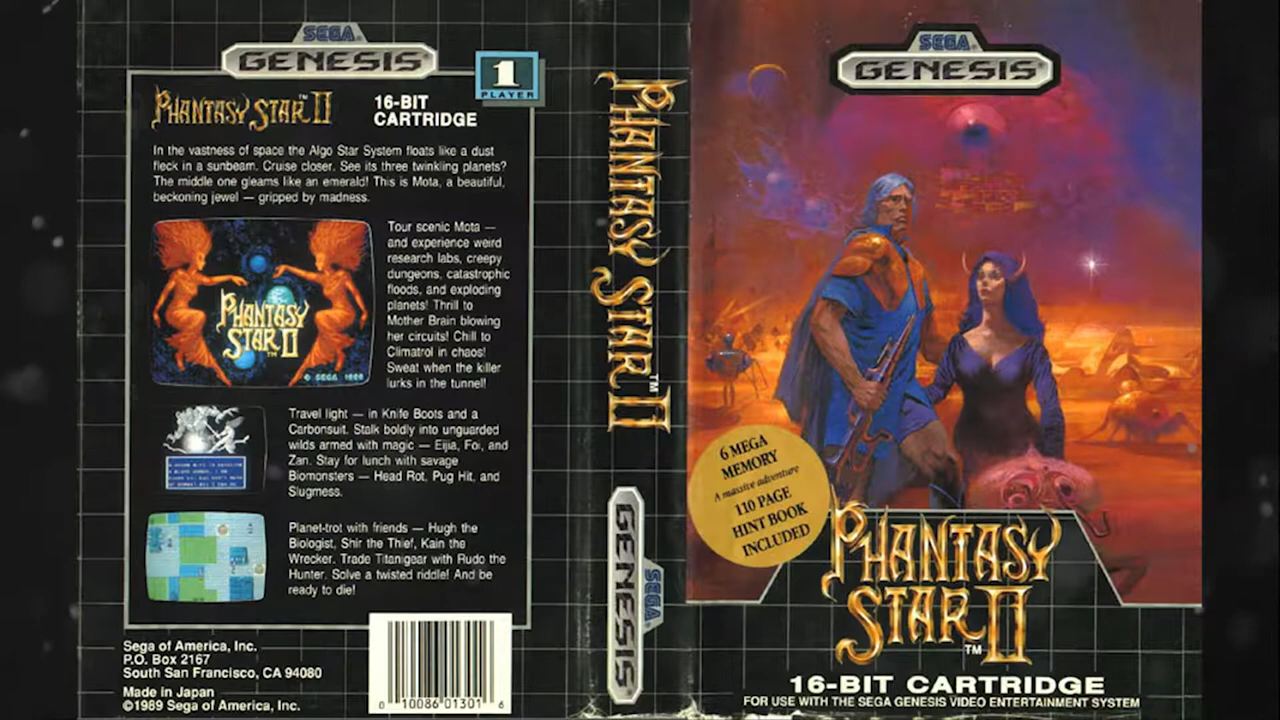 SEGA
GENESIS
1
PLAYER
PHANTASY STAR II
TM
16-BIT
CARTRIDGE
In the vastness of space the Algo Star System floats like a dust
fleck in a sunbeam. Cruise closer. See its three twinkling planets?
The middle one gleams like an emerald! This is Mota, a beautiful,
beckoning jewel — gripped by madness.
PHANTASY
STAR II
TM
© SEGA 1989
Tour scenic Mota —
and experience weird
research labs, creepy
dungeons, catastrophic
floods, and exploding
planets! Thrill to
Mother Brain blowing
her circuits! Chill to
Climatrol in chaos!
Sweat when the killer
lurks in the tunnel!
Travel light — in Knife Boots and a
Carbonsuit. Stalk boldly into unguarded
wilds armed with magic — Eijia, Foi, and
Zan. Stay for lunch with savage
Biomonsters — Head Rot, Pug Hit, and
Slugmess.
Planet-trot with friends — Hugh the
Biologist, Shir the Thief, Kain the
Wrecker. Trade Titanigear with Rudo the
Hunter. Solve a twisted riddle! And be
ready to die!
Sega of America, Inc.
P.O. Box 2167
South San Francisco, CA 94080
Made in Japan
©1989 Sega of America, Inc.
0 10086 01301 6
PHANTASY STAR II
TM
SEGA
GENESIS
SEGA
GENESIS
6 MEGA
MEMORY
A massive adventure
110 PAGE
HINT BOOK
INCLUDED
PHANTASY
STAR II
TM
16-BIT CARTRIDGE
FOR USE WITH THE SEGA GENESIS VIDEO ENTERTAINMENT SYSTEM